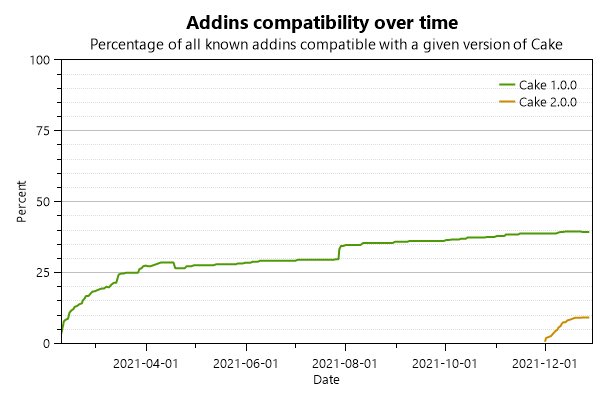 Addins compatibility over time
Percentage of all known addins compatible with a given version of Cake
100
75
50
25
0
Percent
Cake 1.0.0
Cake 2.0.0
2021-04-01
2021-06-01
2021-08-01
2021-10-01
2021-12-01
Date